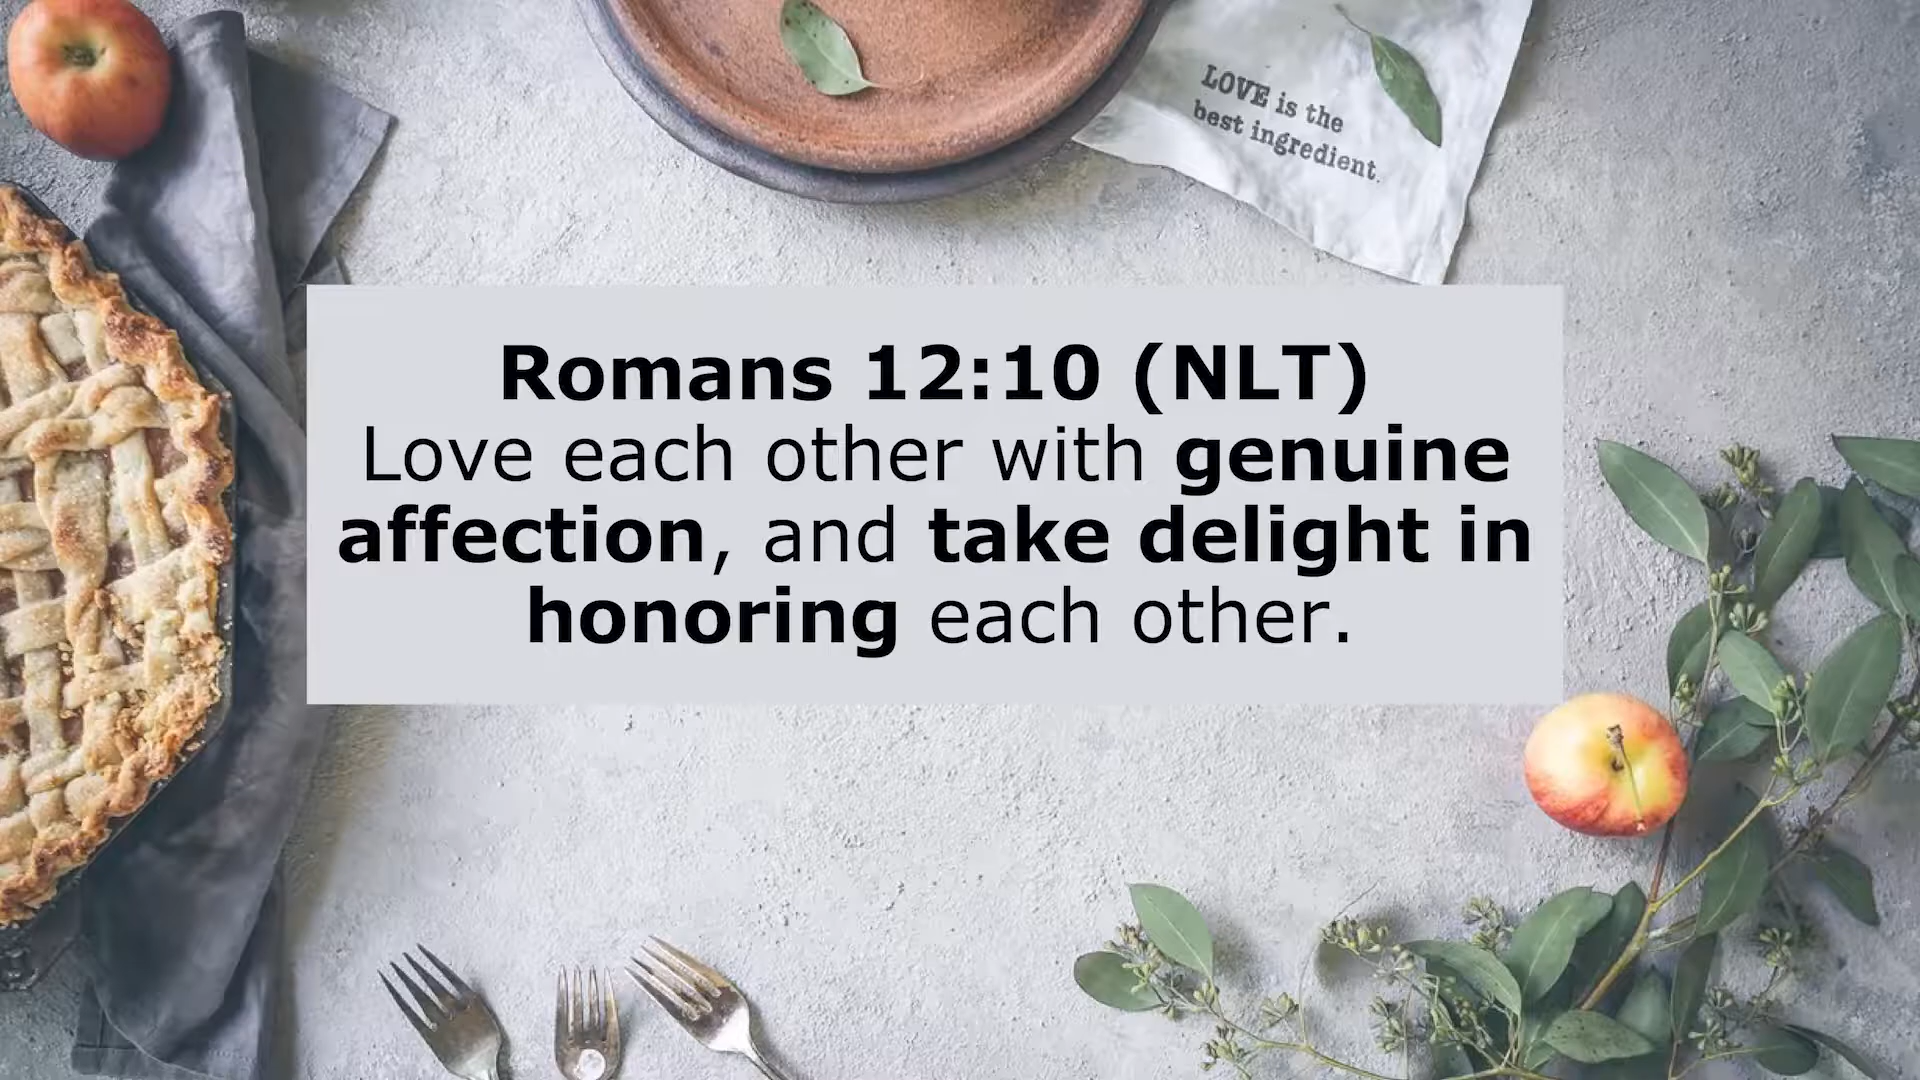 LOVE is the
best ingredient.
Romans 12:10 (NLT)
Love each other with genuine
affection, and take delight in
honoring each other.